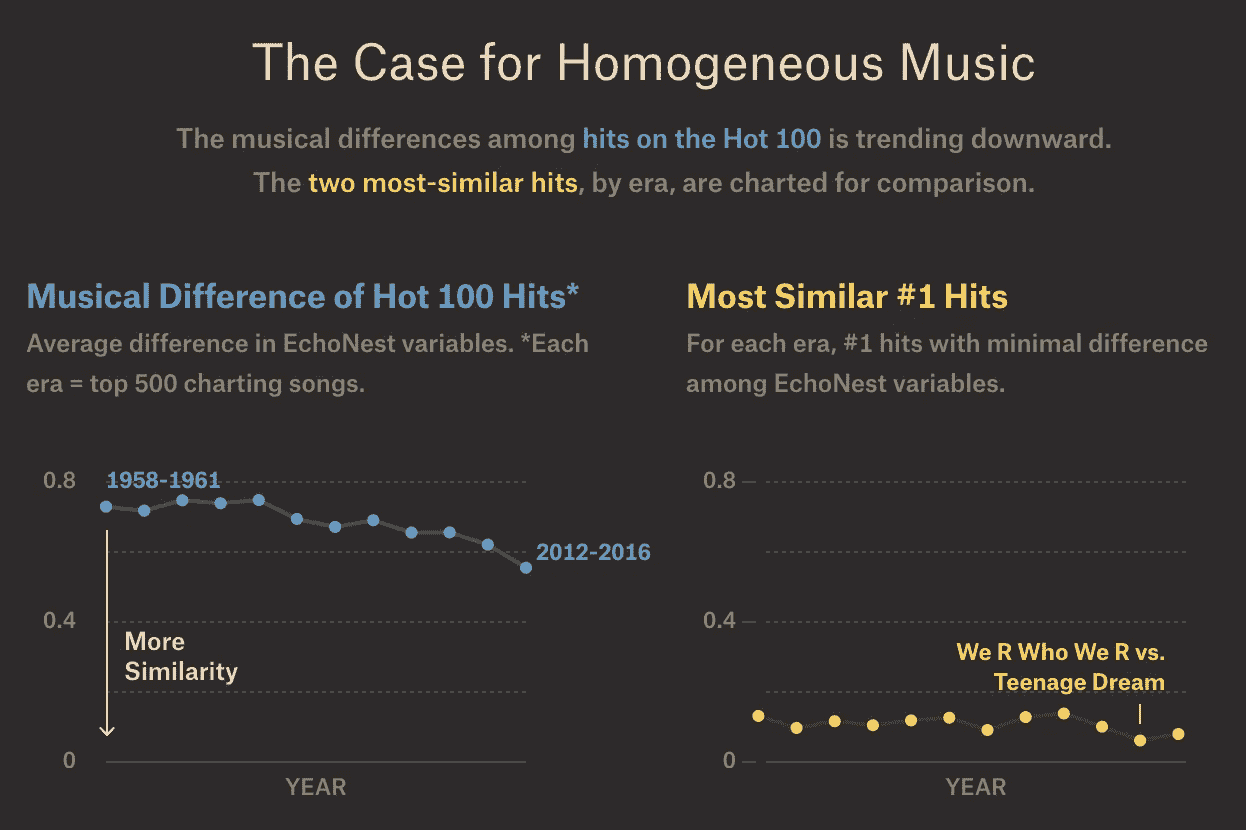 The Case for Homogeneous Music
The musical differences among hits on the Hot 100 is trending downward.
The two most-similar hits, by era, are charted for comparison.
Musical Difference of Hot 100 Hits*
Average difference in EchoNest variables. *Each
era = top 500 charting songs.
0.8
1958-1961
2012-2016
0.4
More
Similarity
0
YEAR
Most Similar #1 Hits
For each era, #1 hits with minimal difference
among EchoNest variables.
0.8
0.4
We R Who We R vs.
Teenage Dream
0
YEAR